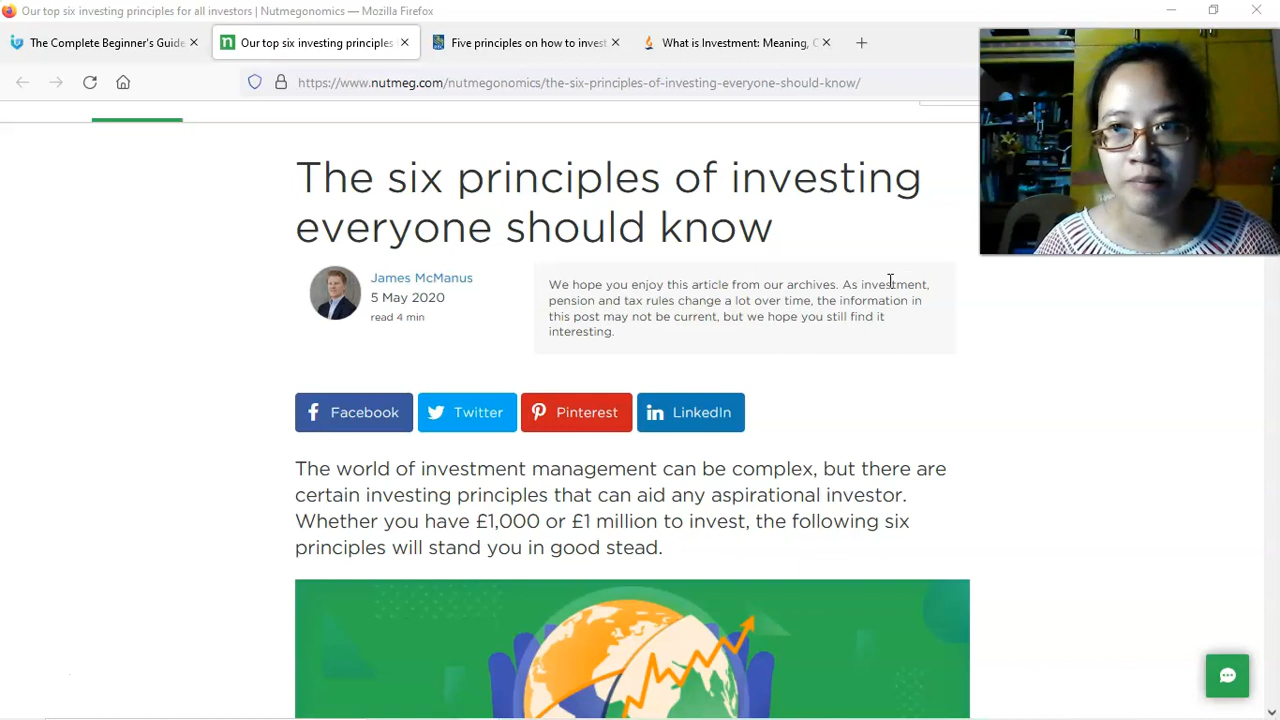 Our top six investing principles for all investors | Nutmegonomics — Mozilla Firefox
The Complete Beginner's Guide
Our top six investing principles
Five principles on how to invest
What is Investment: Meaning,
https://www.nutmeg.com/nutmegonomics/the-six-principles-of-investing-everyone-should-know/
The six principles of investing
everyone should know
James McManus
5 May 2020
read 4 min
We hope you enjoy this article from our archives. As investment,
pension and tax rules change a lot over time, the information in
this post may not be current, but we hope you still find it
interesting.
Facebook
Twitter
Pinterest
LinkedIn
The world of investment management can be complex, but there are
certain investing principles that can aid any aspirational investor.
Whether you have £1,000 or £1 million to invest, the following six
principles will stand you in good stead.